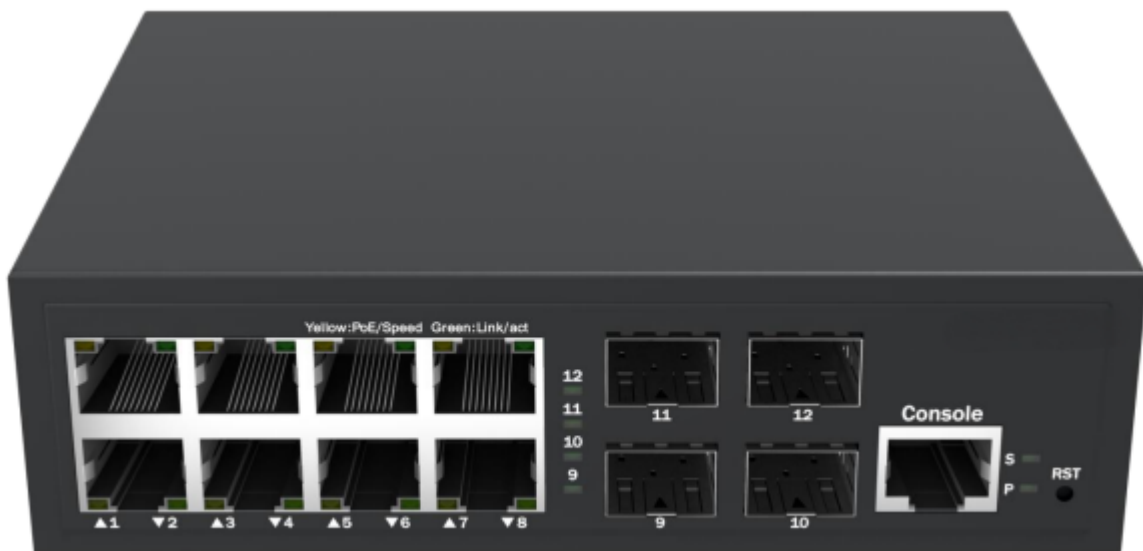 Yellow:PoE/Speed Green:Link/act
12
11
10
9
11
12
9
10
Console
S
P
RST
▲1 ▼2 ▲3 ▼4 ▲5 ▼6 ▲7 ▼8